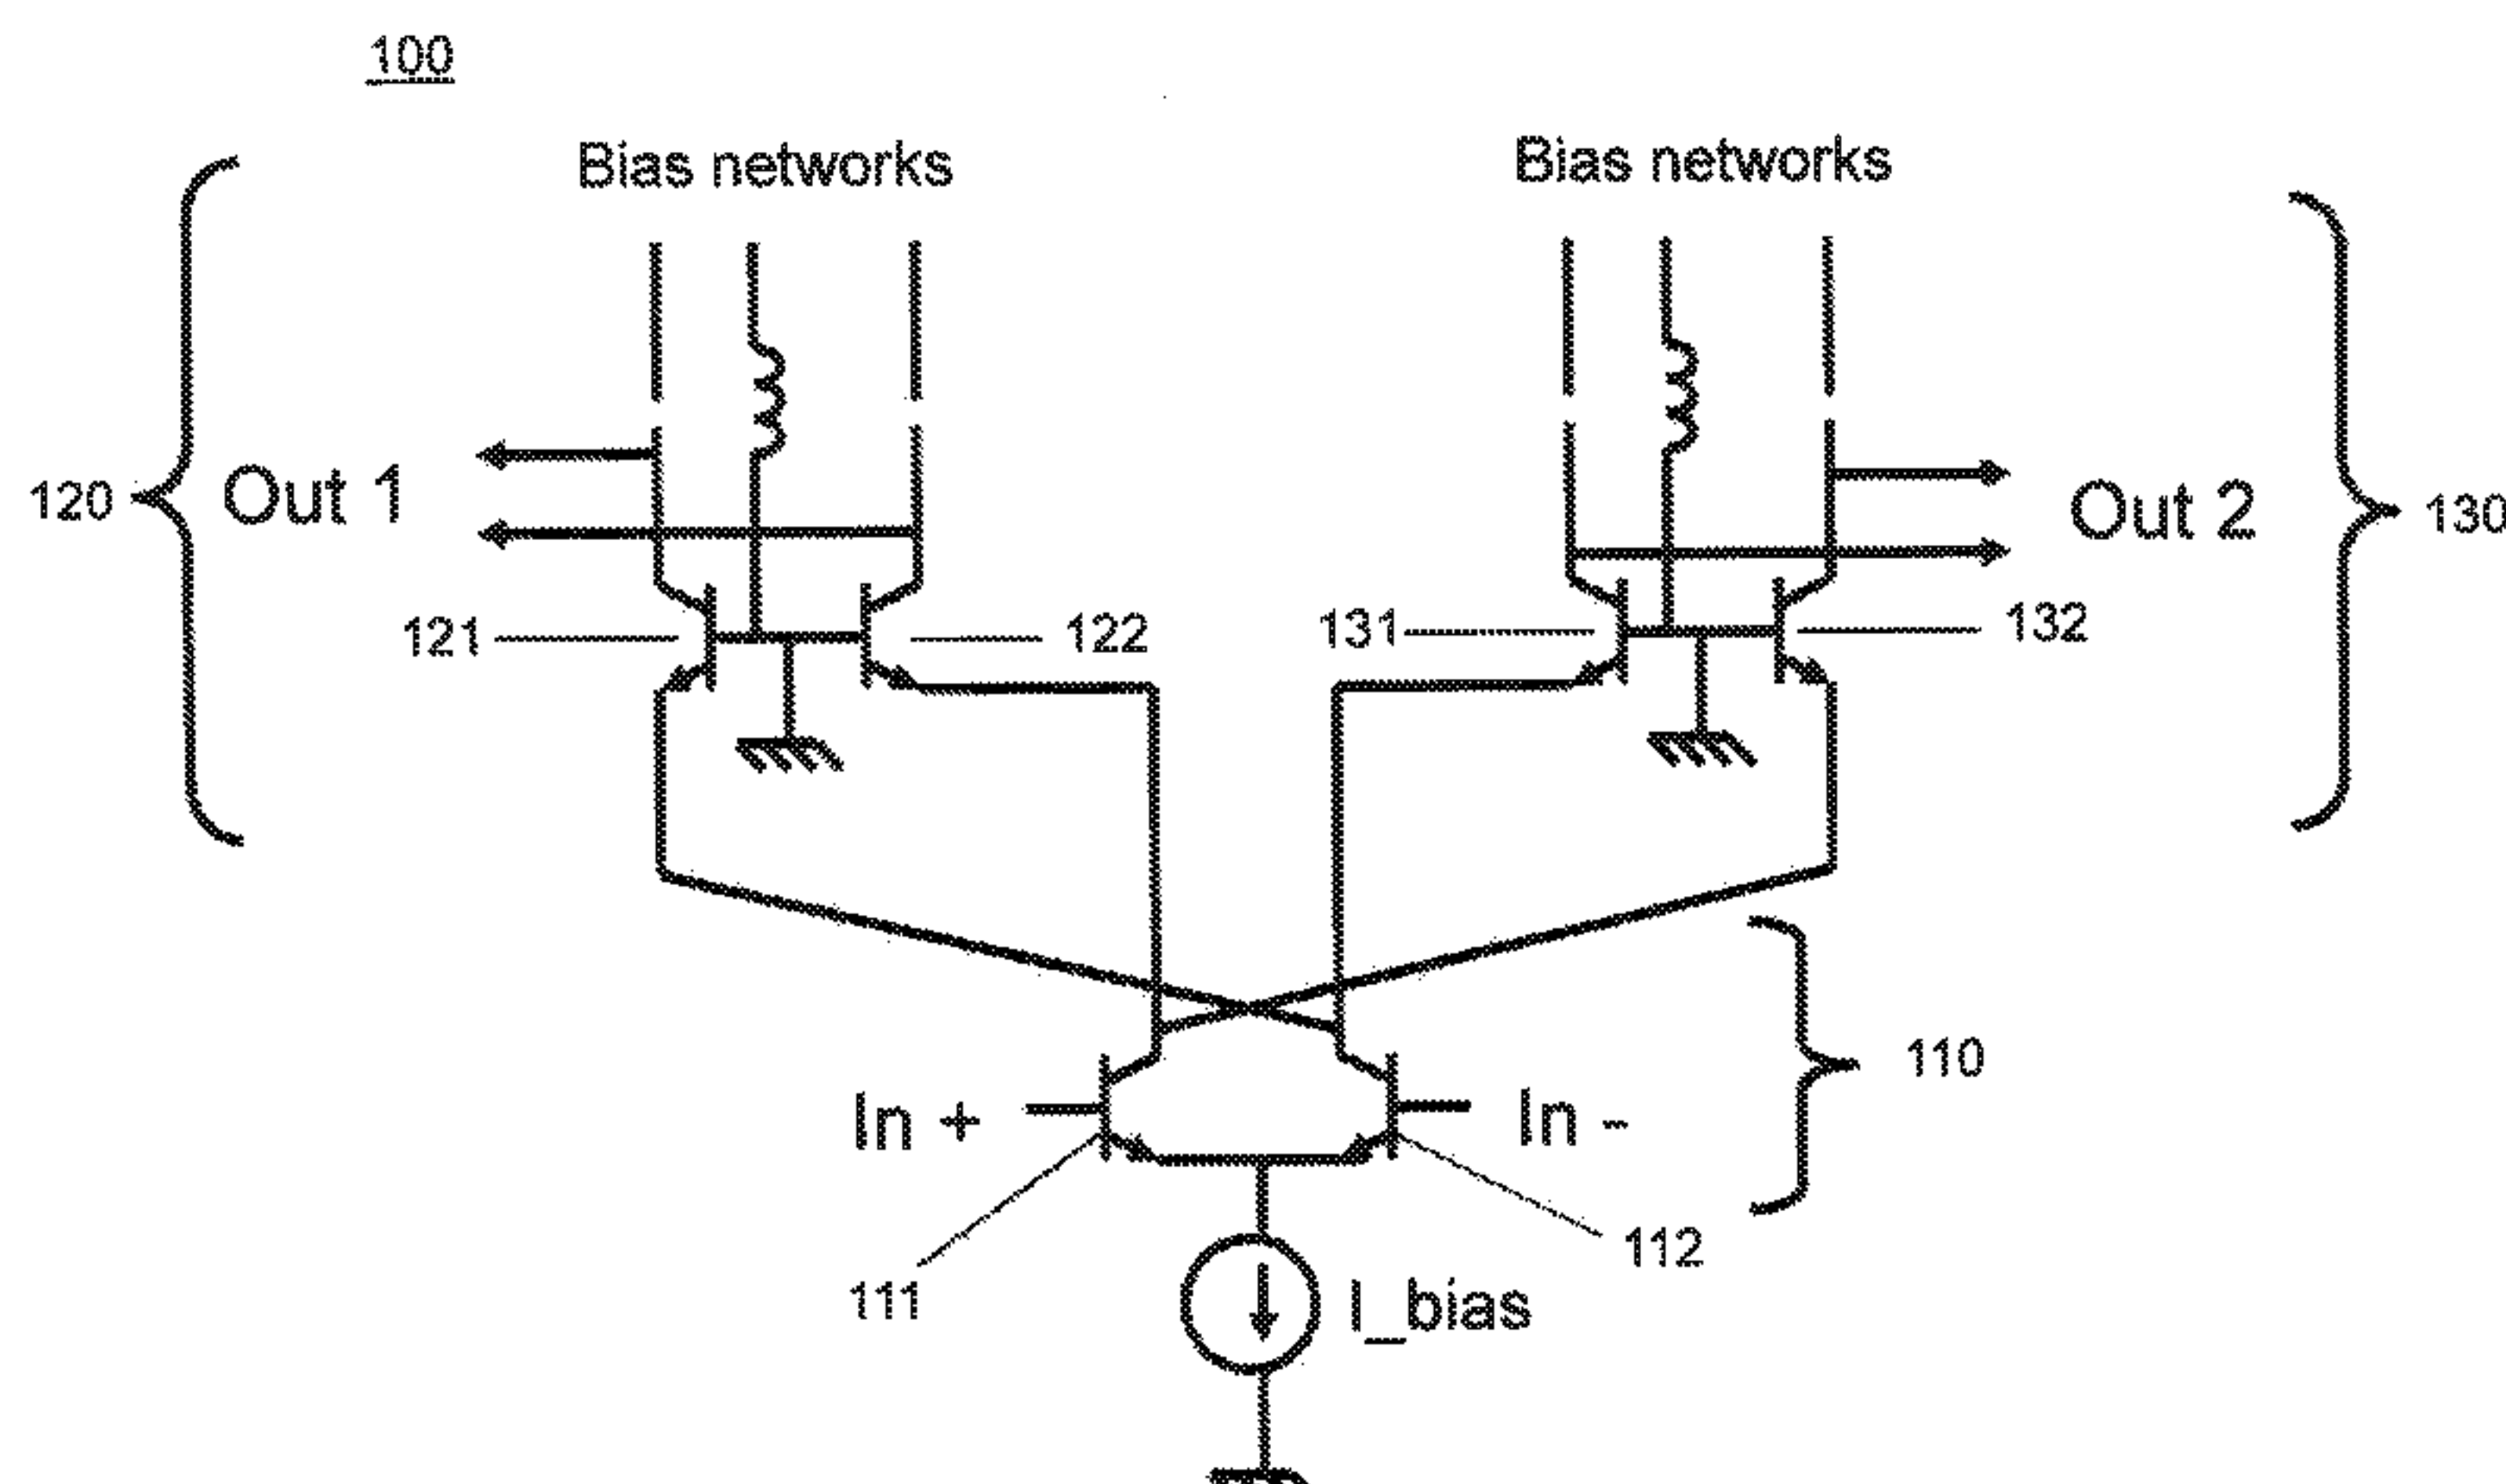 100
Bias networks
Bias networks
120
Out 1
Out 2
130
121
122
131
132
In +
In -
110
111
112
I_bias